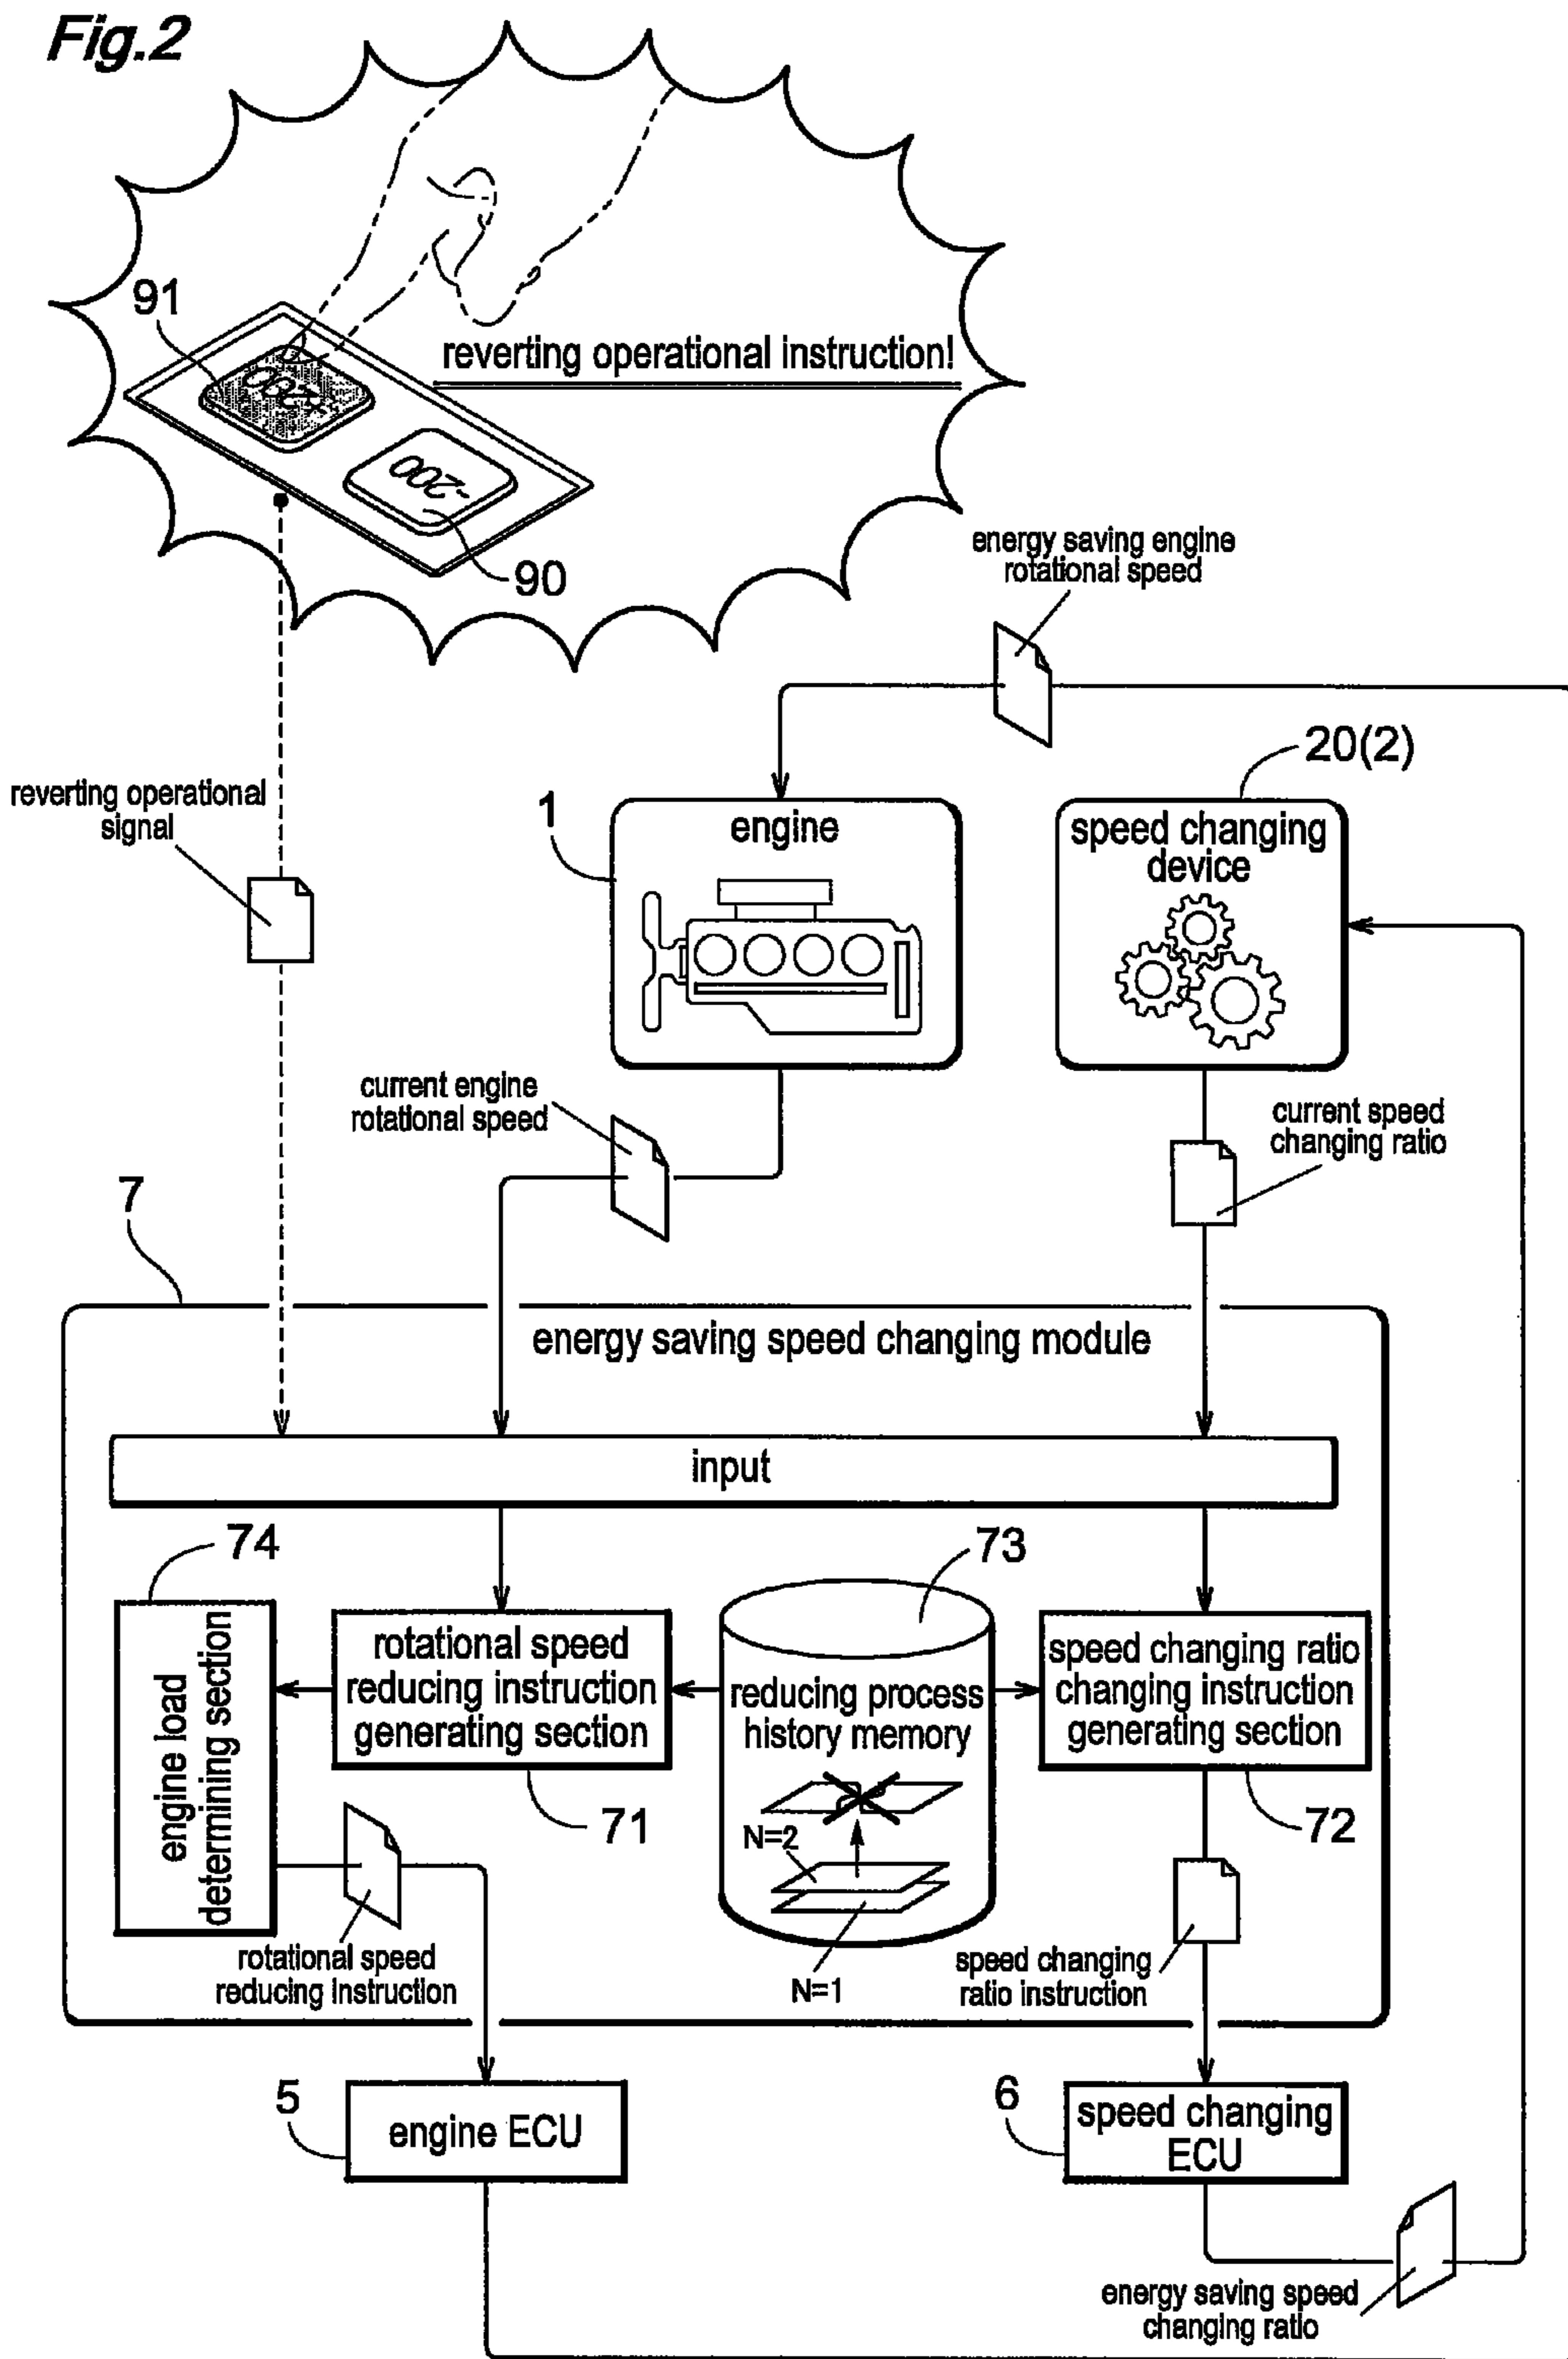 Fig.2
91
+200
reverting operational instruction!
-200
90
energy saving engine
rotational speed
20(2)
reverting operational
signal
1
engine
speed changing
device
current engine
rotational speed
current speed
changing ratio
7
energy saving speed changing module
input
74
73
engine load
determining section
rotational speed
reducing instruction
generating section
reducing process
history memory
speed changing ratio
changing instruction
generating section
71
72
N=2
N=1
rotational speed
reducing instruction
speed changing
ratio instruction
5
engine ECU
6
speed changing
ECU
energy saving speed
changing ratio